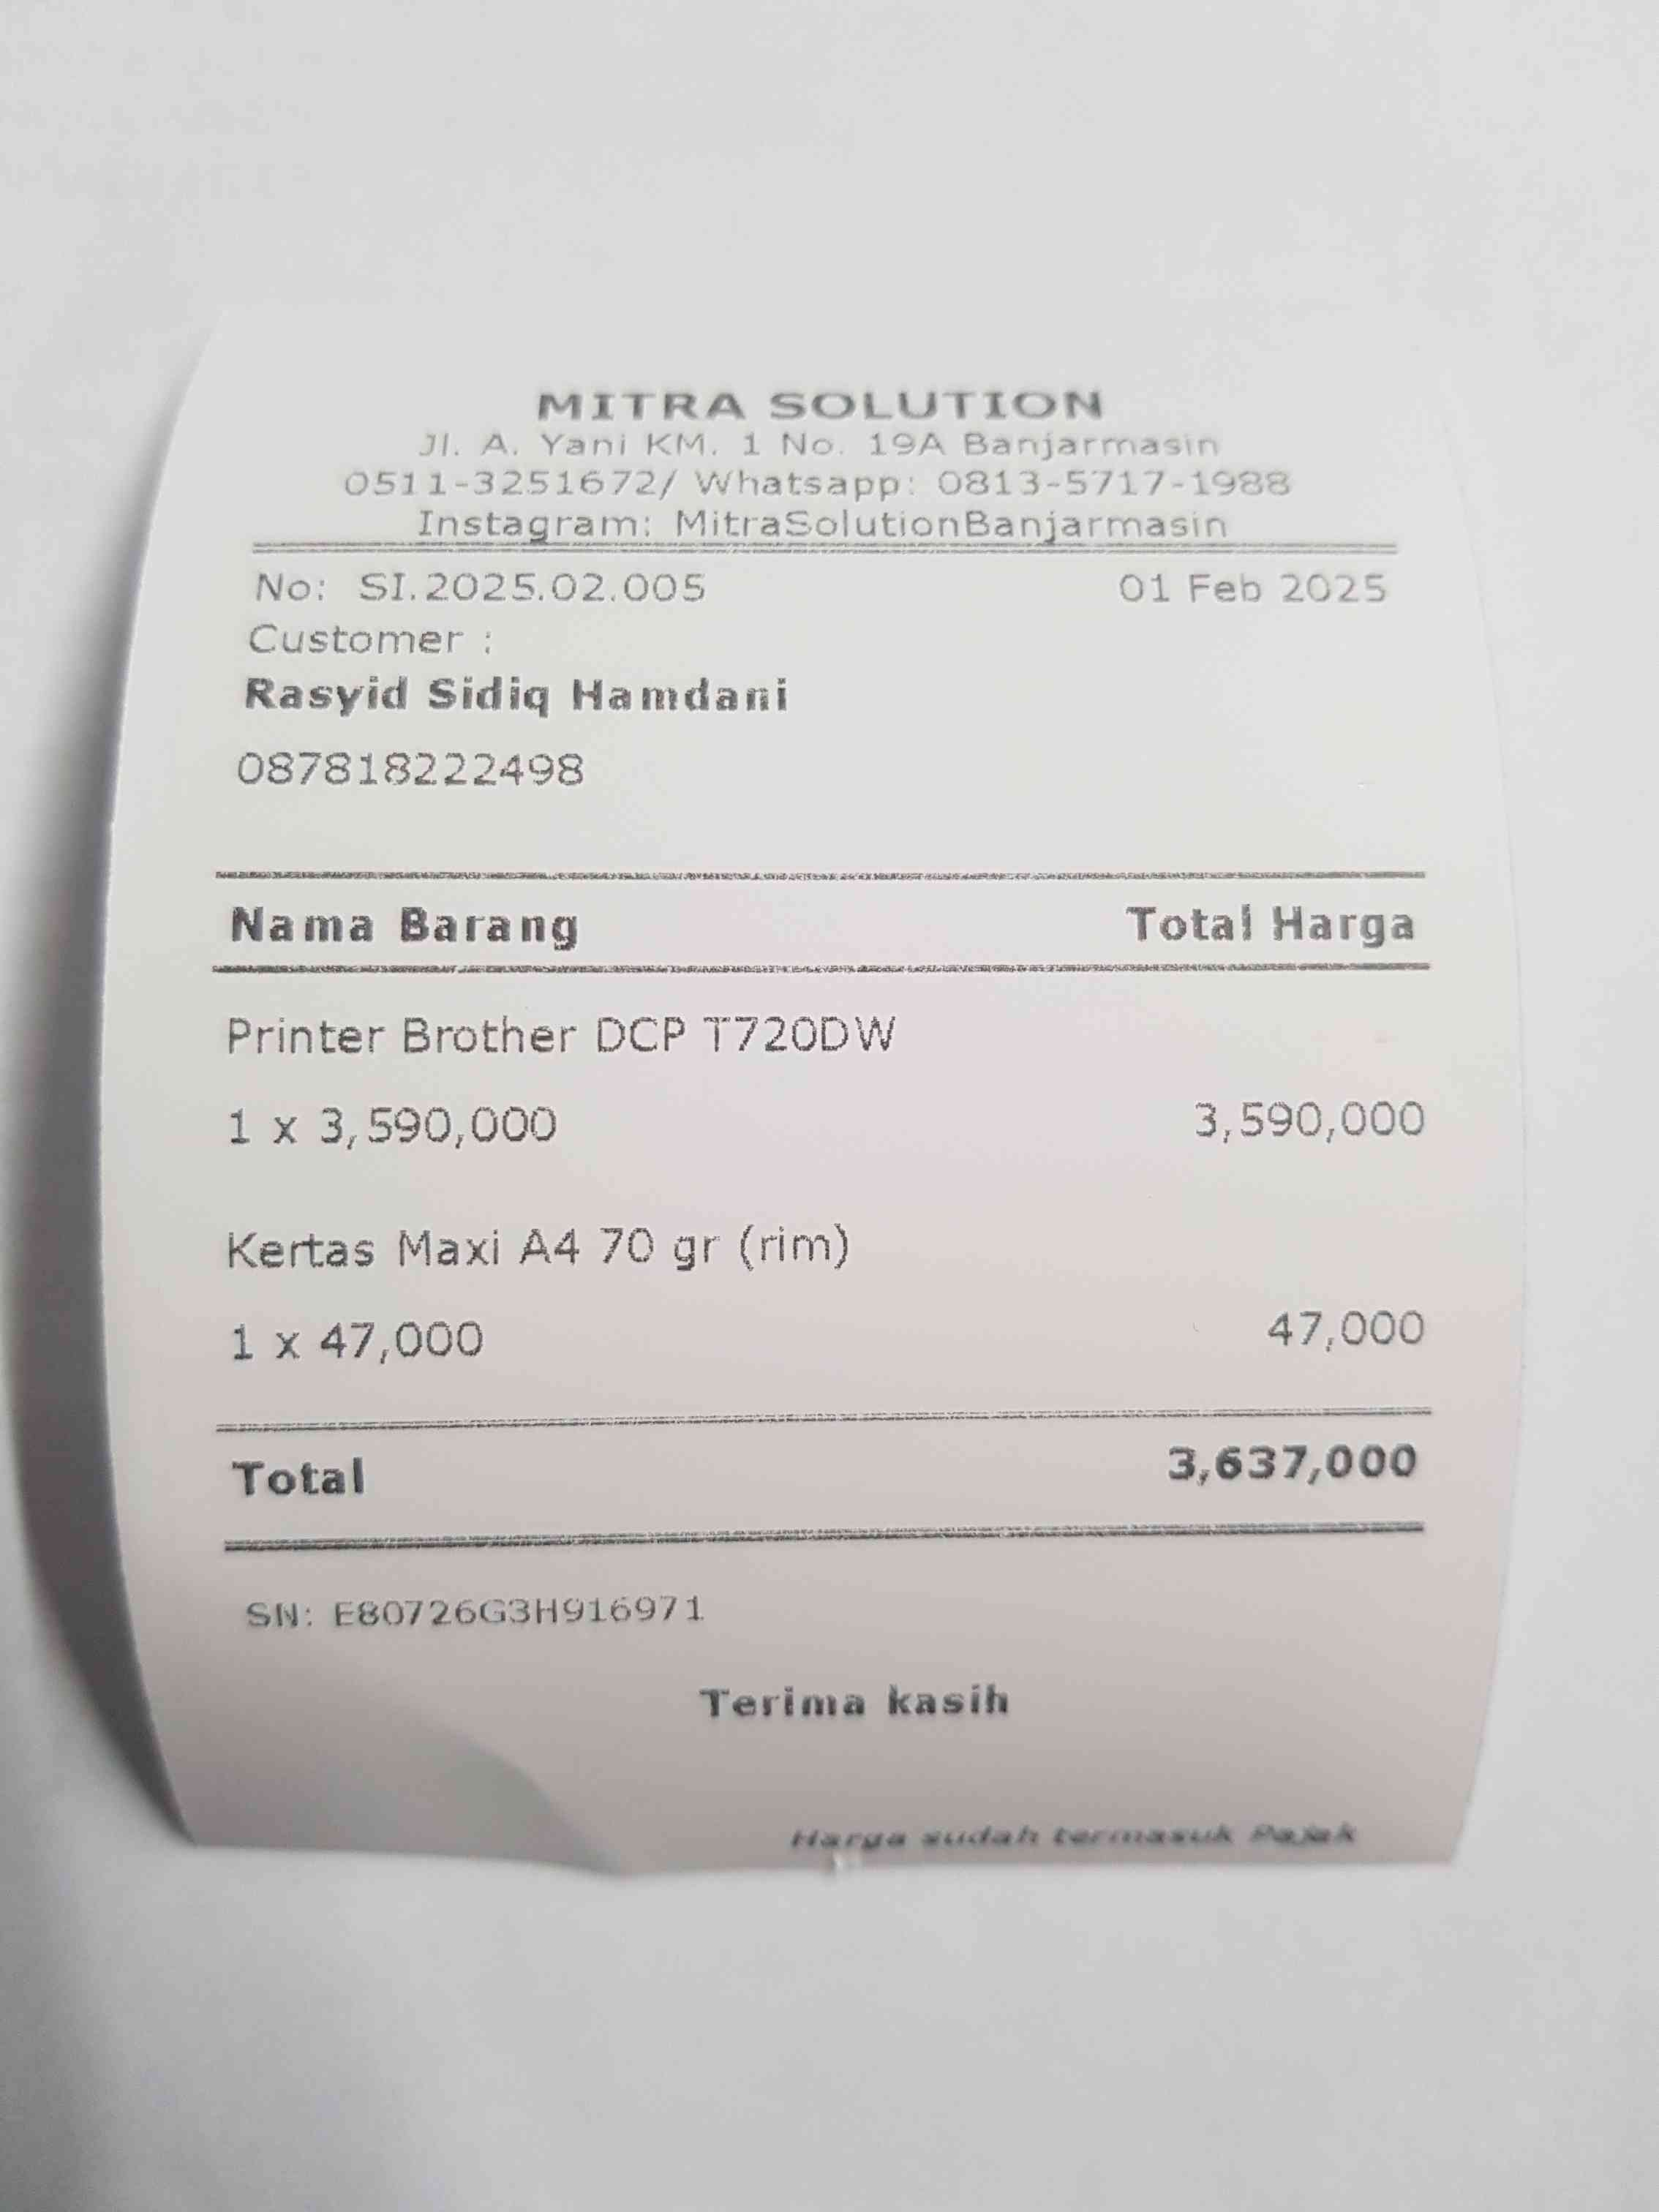 MITRA SOLUTION
Jl. A. Yani KM. 1 No. 19A Banjarmasin
0511-3251672/ Whatsapp: 0813-5717-1988
Instagram: MitraSolutionBanjarmasin
No: SI.2025.02.005 01 Feb 2025
Customer :
Rasyid Sidiq Hamdani
087818222498
Nama Barang Total Harga
Printer Brother DCP T720DW
1 x 3,590,000 3,590,000
Kertas Maxi A4 70 gr (rim)
1 x 47,000 47,000
Total 3,637,000
SN: E80726G3H916971
Terima kasih
Harga sudah termasuk Pajak